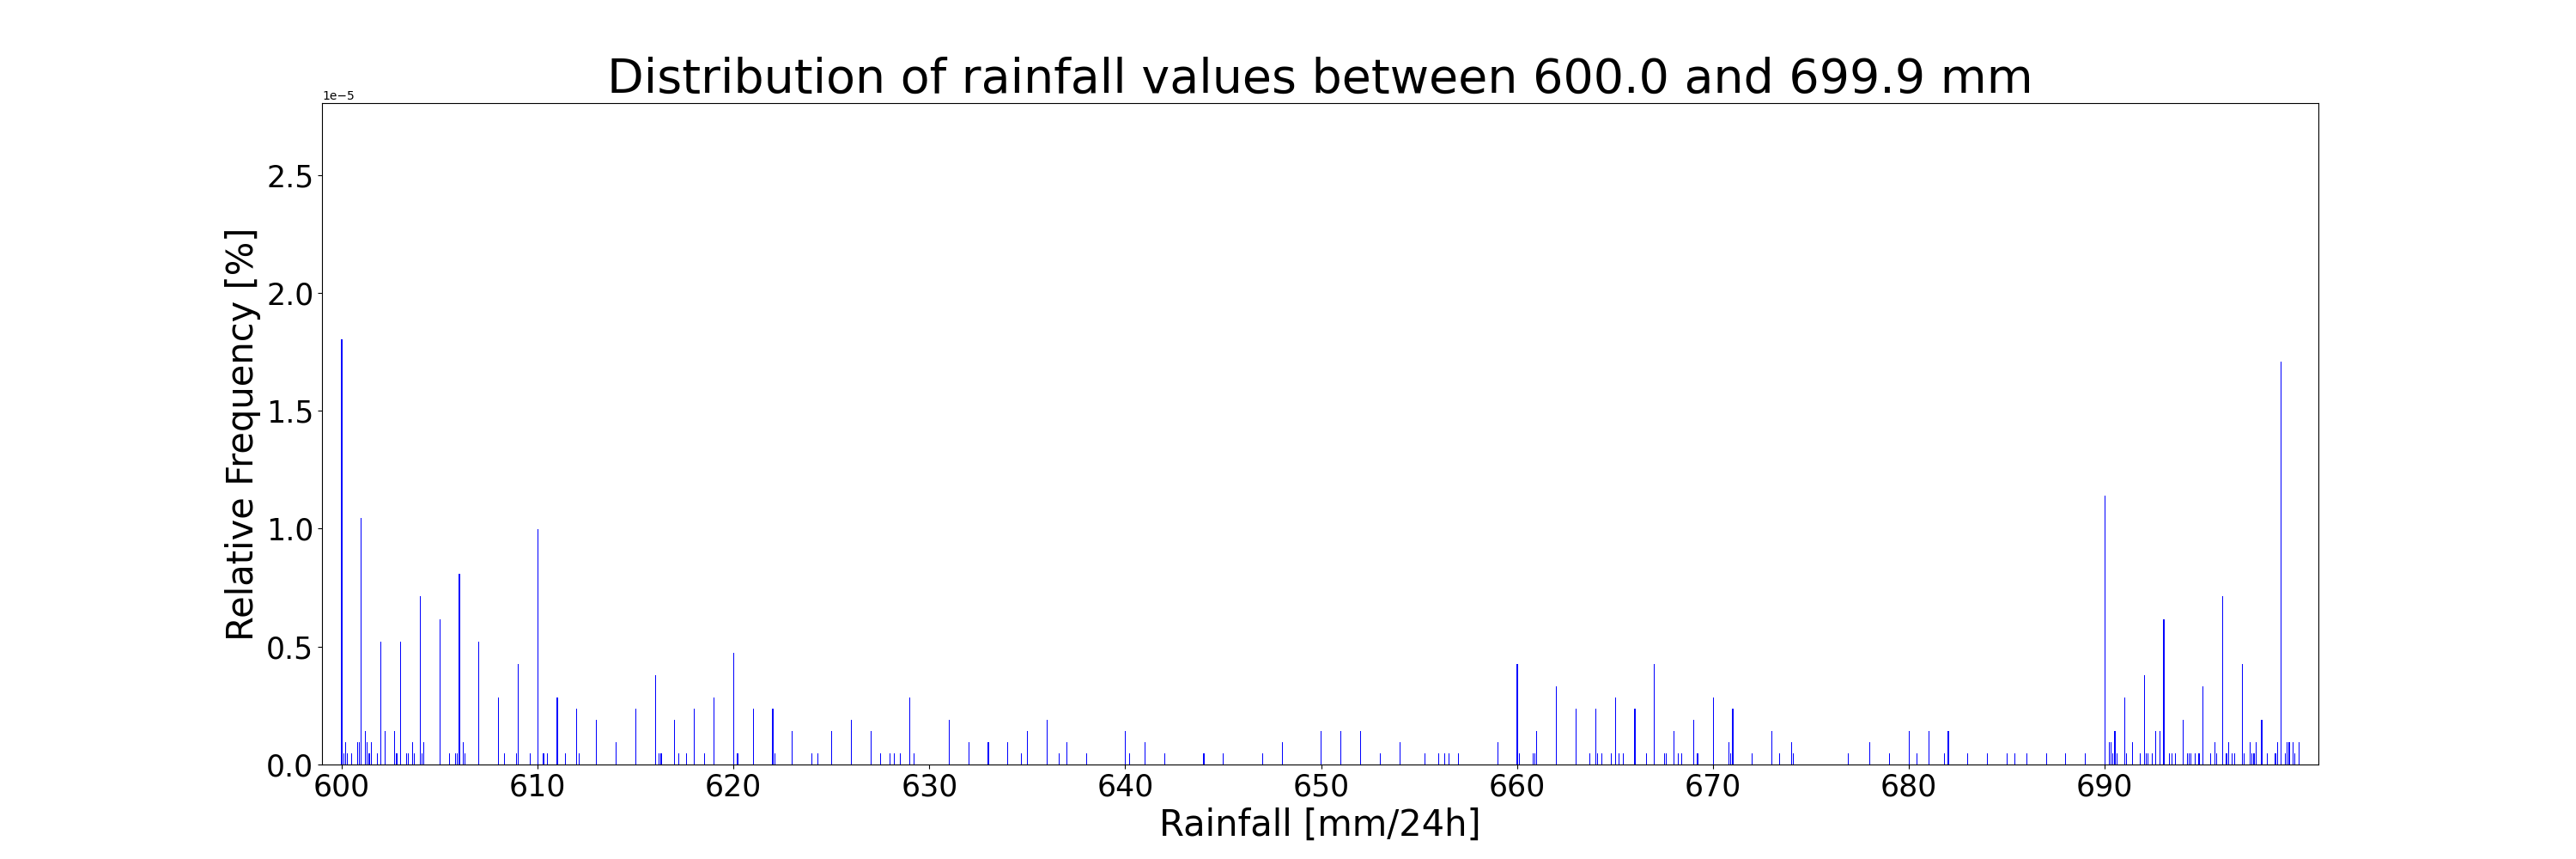 Distribution of rainfall values between 600.0 and 699.9 mm
1e−5
2.5
2.0
1.5
1.0
0.5
0.0
Relative Frequency [%]
600 610 620 630 640 650 660 670 680 690
Rainfall [mm/24h]